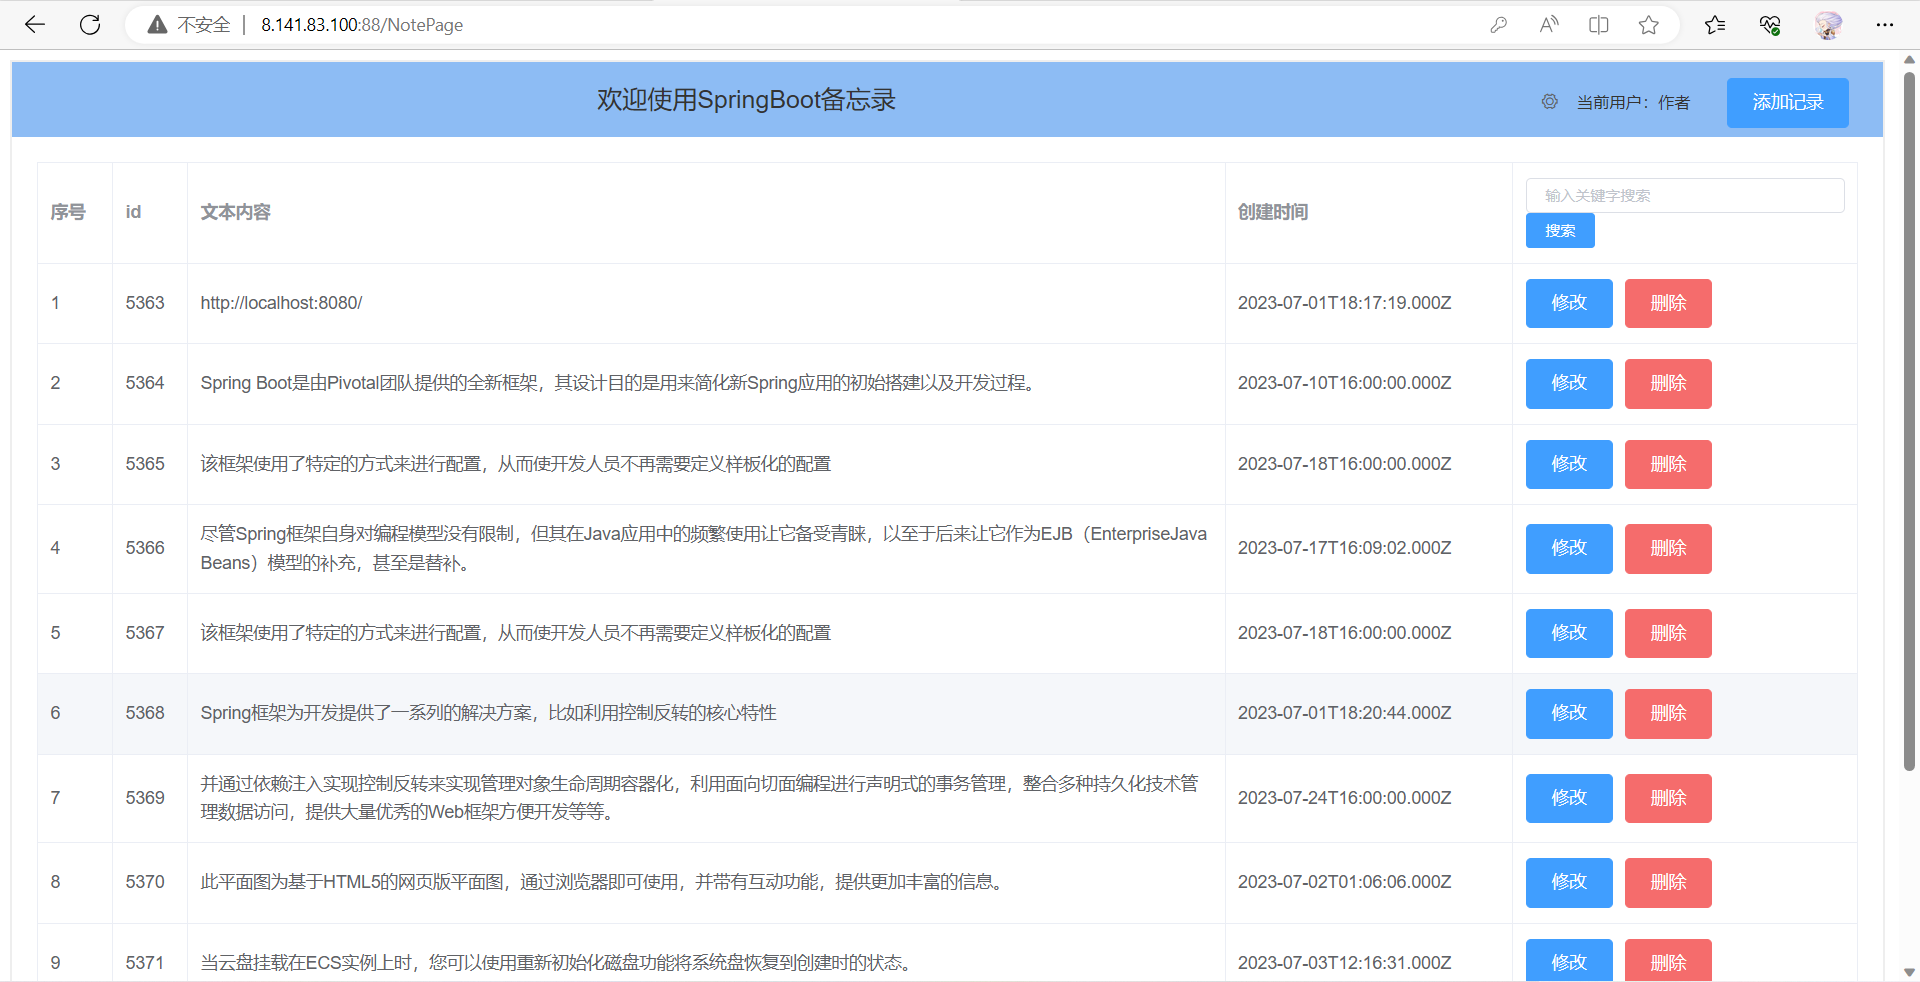 不安全 | 8.141.83.100:88/NotePage
欢迎使用SpringBoot备忘录
当前用户：作者
添加记录
序号 id 文本内容 创建时间
输入关键字搜索
搜索
1 5363 http://localhost:8080/ 2023-07-01T18:17:19.000Z 修改 删除
2 5364 Spring Boot是由Pivotal团队提供的全新框架，其设计目的是用来简化新Spring应用的初始搭建以及开发过程。 2023-07-10T16:00:00.000Z 修改 删除
3 5365 该框架使用了特定的方式来进行配置，从而使开发人员不再需要定义样板化的配置 2023-07-18T16:00:00.000Z 修改 删除
4 5366 尽管Spring框架自身对编程模型没有限制，但其在Java应用中的频繁使用让它备受青睐，以至于后来让它作为EJB（EnterpriseJava
Beans）模型的补充，甚至是替补。 2023-07-17T16:09:02.000Z 修改 删除
5 5367 该框架使用了特定的方式来进行配置，从而使开发人员不再需要定义样板化的配置 2023-07-18T16:00:00.000Z 修改 删除
6 5368 Spring框架为开发提供了一系列的解决方案，比如利用控制反转的核心特性 2023-07-01T18:20:44.000Z 修改 删除
7 5369 并通过依赖注入实现控制反转来实现管理对象生命周期容器化，利用面向切面编程进行声明式的事务管理，整合多种持久化技术管
理数据访问，提供大量优秀的Web框架方便开发等等。 2023-07-24T16:00:00.000Z 修改 删除
8 5370 此平面图为基于HTML5的网页版平面图，通过浏览器即可使用，并带有互动功能，提供更加丰富的信息。 2023-07-02T01:06:06.000Z 修改 删除
9 5371 当云盘挂载在ECS实例上时，您可以使用重新初始化磁盘功能将系统盘恢复到创建时的状态。 2023-07-03T12:16:31.000Z 修改 删除